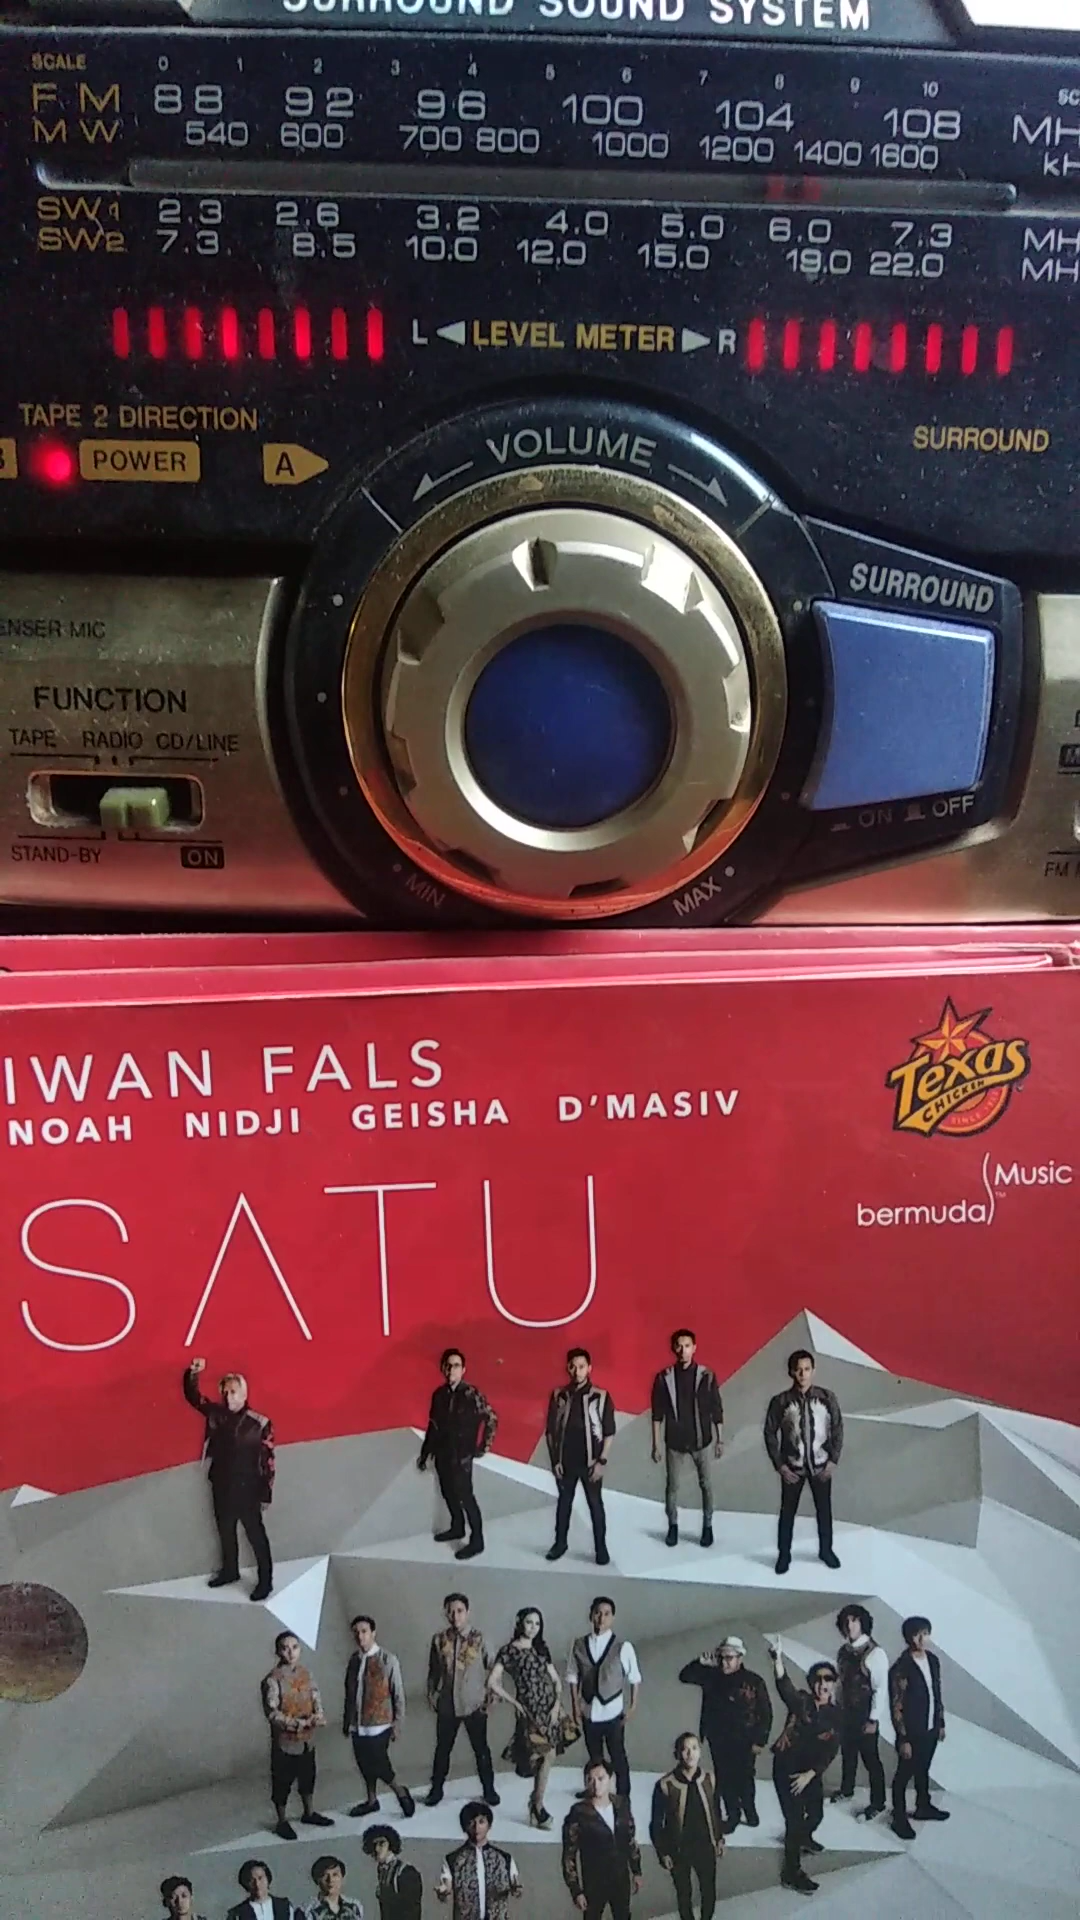 SURROUND SOUND SYSTEM
SCALE 0 1 2 3 4 5 6 7 8 9 10
FM 88 92 96 100 104 108
MW 540 600 700 800 1000 1200 1400 1600
SW1 2.3 2.6 3.2 4.0 5.0 6.0 7.3
SW2 7.3 8.5 10.0 12.0 15.0 19.0 22.0
L LEVEL METER R
TAPE 2 DIRECTION
POWER A
VOLUME
SURROUND
SURROUND
MIC
FUNCTION
TAPE RADIO CD/LINE
ON OFF
STAND-BY ON
MIN MAX
FM
IWAN FALS
NOAH NIDJI GEISHA D'MASIV
Texas
CHICKEN
SATU
bermuda Music